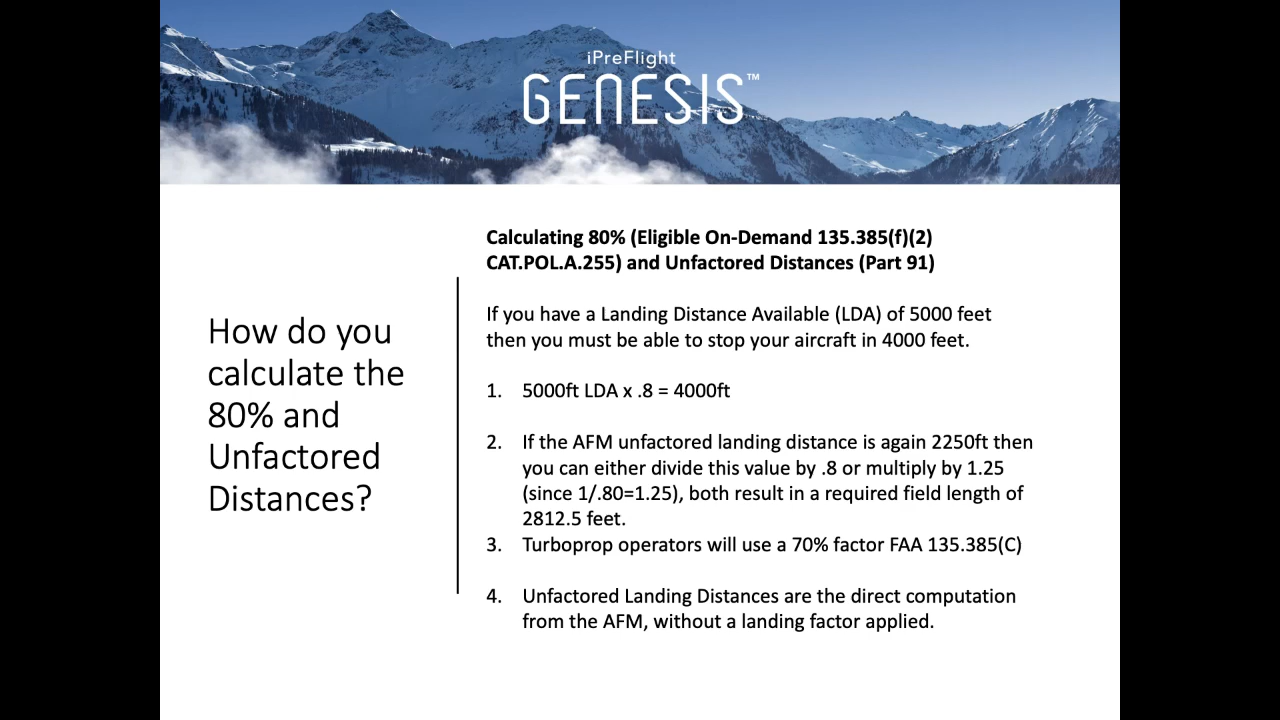 iPreFlight
GENESIS™
How do you
calculate the
80% and
Unfactored
Distances?
Calculating 80% (Eligible On-Demand 135.385(f)(2)
CAT.POL.A.255) and Unfactored Distances (Part 91)
If you have a Landing Distance Available (LDA) of 5000 feet
then you must be able to stop your aircraft in 4000 feet.
1. 5000ft LDA x .8 = 4000ft
2. If the AFM unfactored landing distance is again 2250ft then
you can either divide this value by .8 or multiply by 1.25
(since 1/.80=1.25), both result in a required field length of
2812.5 feet.
3. Turboprop operators will use a 70% factor FAA 135.385(C)
4. Unfactored Landing Distances are the direct computation
from the AFM, without a landing factor applied.